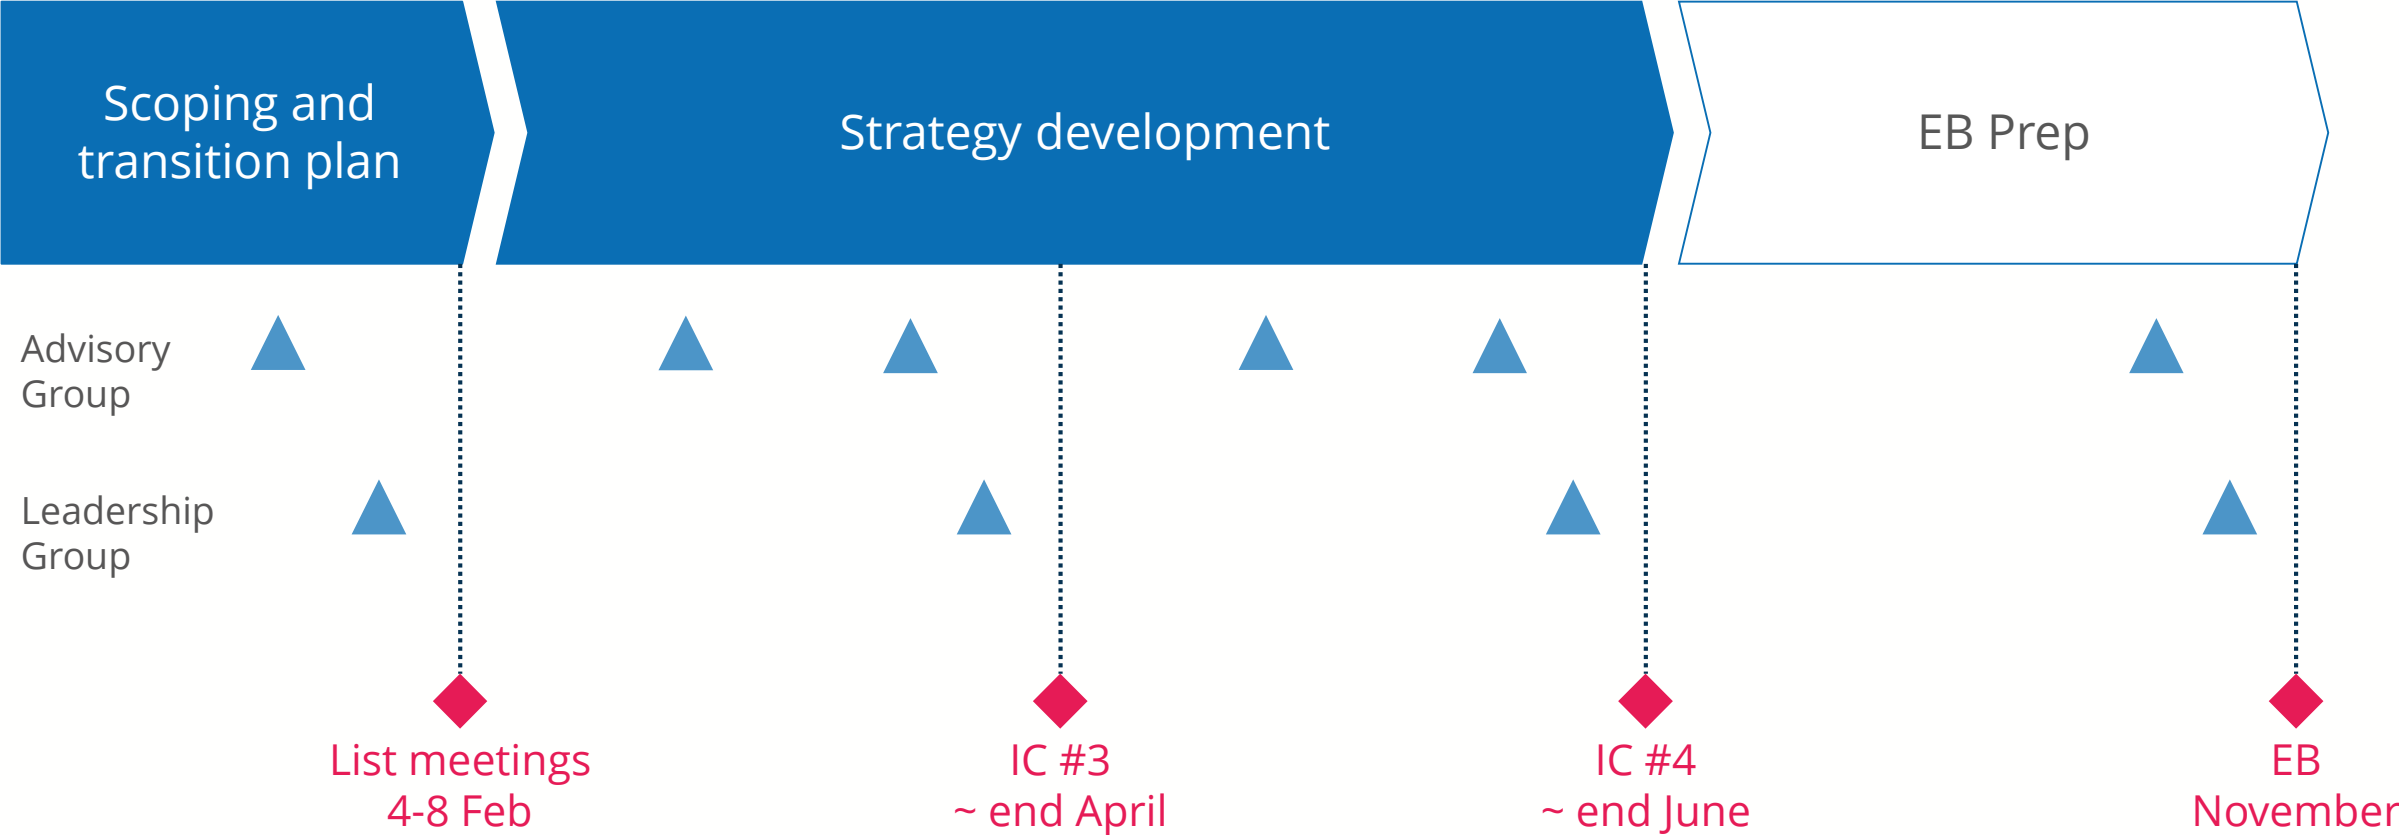 Scoping and
transition plan
Strategy development
EB Prep
Advisory
Group
Leadership
Group
List meetings
4-8 Feb
IC #3
~ end April
IC #4
~ end June
EB
November